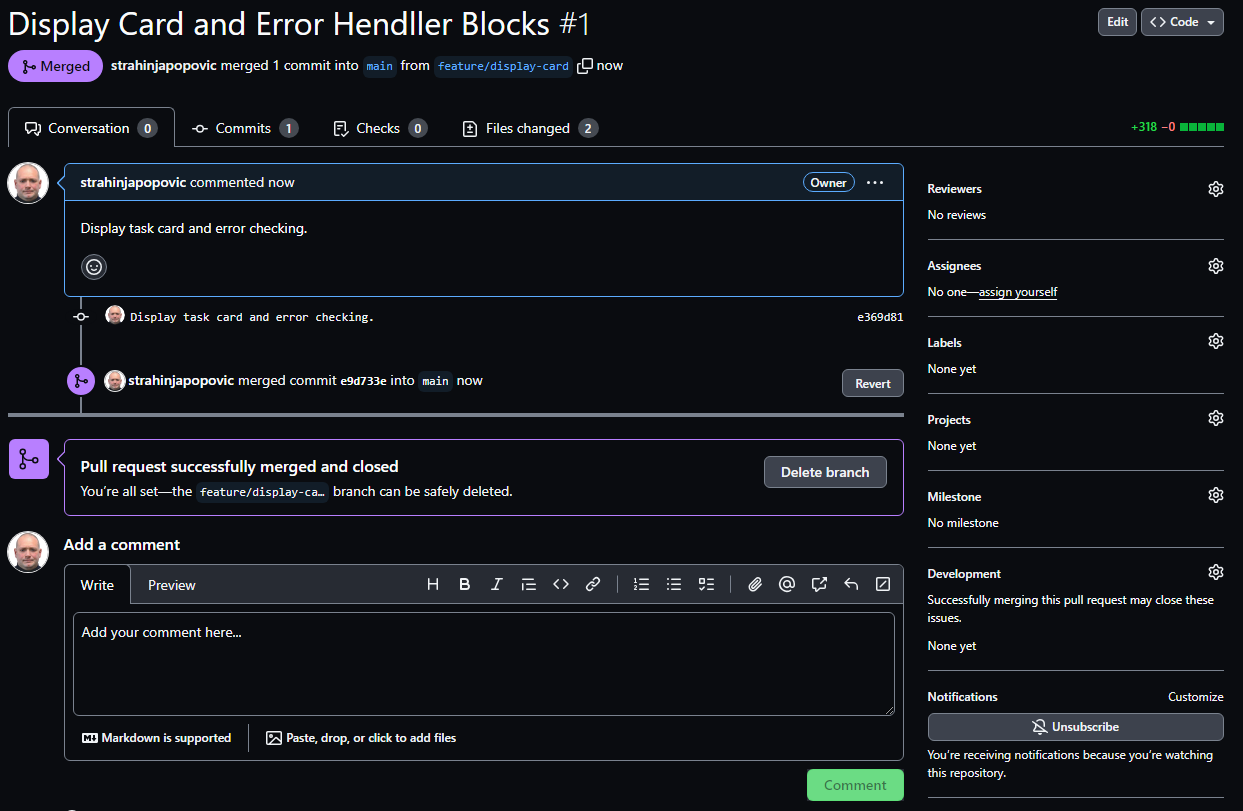 Display Card and Error Hendller Blocks #1
Edit
Code
Merged
strahinjapopovic merged 1 commit into main from feature/display-card now
Conversation 0
Commits 1
Checks 0
Files changed 2
+318 −0
strahinjapopovic commented now
Owner
Display task card and error checking.
Display task card and error checking.
e369d81
strahinjapopovic merged commit e9d733e into main now
Revert
Pull request successfully merged and closed
You're all set—the feature/display-ca… branch can be safely deleted.
Delete branch
Add a comment
Write
Preview
Add your comment here...
Markdown is supported
Paste, drop, or click to add files
Comment
Reviewers
No reviews
Assignees
No one—assign yourself
Labels
None yet
Projects
None yet
Milestone
No milestone
Development
Successfully merging this pull request may close these
issues.
None yet
Notifications
Customize
Unsubscribe
You're receiving notifications because you're watching
this repository.